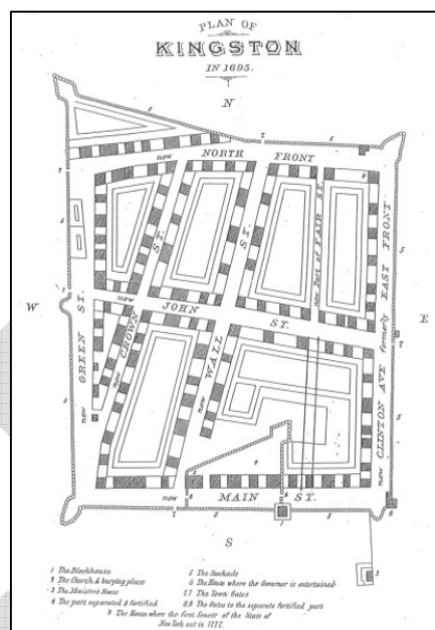 PLAN OF
KINGSTON
IN 1695.
N
now NORTH FRONT
ST.
ST.
now Part of FAIR ST.
W
E
GREEN ST.
now
now JOHN ST.
now CROWN
now WALL
now CLINTON AVE formerly EAST FRONT
now MAIN ST.
S
1 The Blockhouse
2 The Church & burying place
3 The Minister's House
4 The part separated & fortified
5 The Stockade
6 The House where the Governor is entertained
7.7 The Town Gates
8.8 The Gates to the separate fortified part
9 The House where the first Senate of the State of
New York sat in 1777.